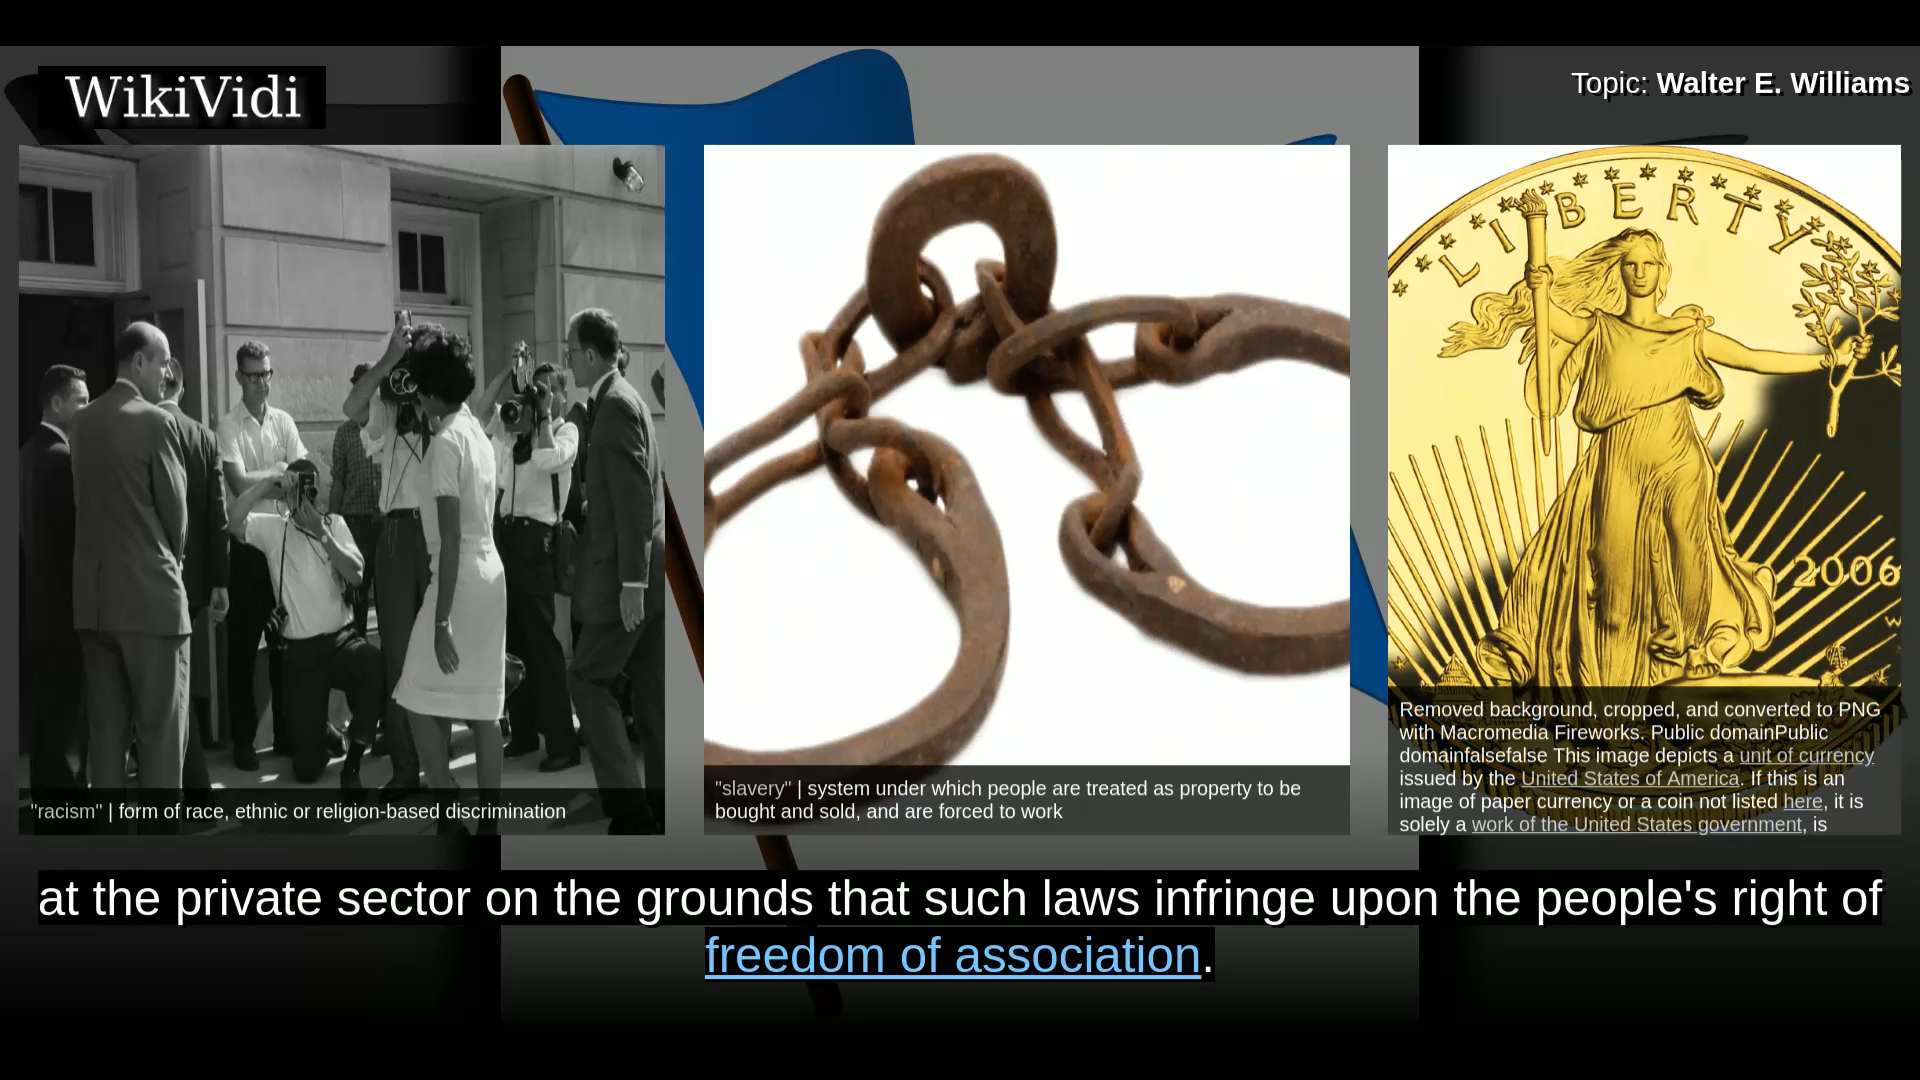 WikiVidi
Topic: Walter E. Williams
LIBERTY
2006
W
"racism" | form of race, ethnic or religion-based discrimination
"slavery" | system under which people are treated as property to be
bought and sold, and are forced to work
Removed background, cropped, and converted to PNG
with Macromedia Fireworks. Public domainPublic
domainfalsefalse This image depicts a unit of currency
issued by the United States of America. If this is an
image of paper currency or a coin not listed here, it is
solely a work of the United States government, is
at the private sector on the grounds that such laws infringe upon the people's right of
freedom of association.